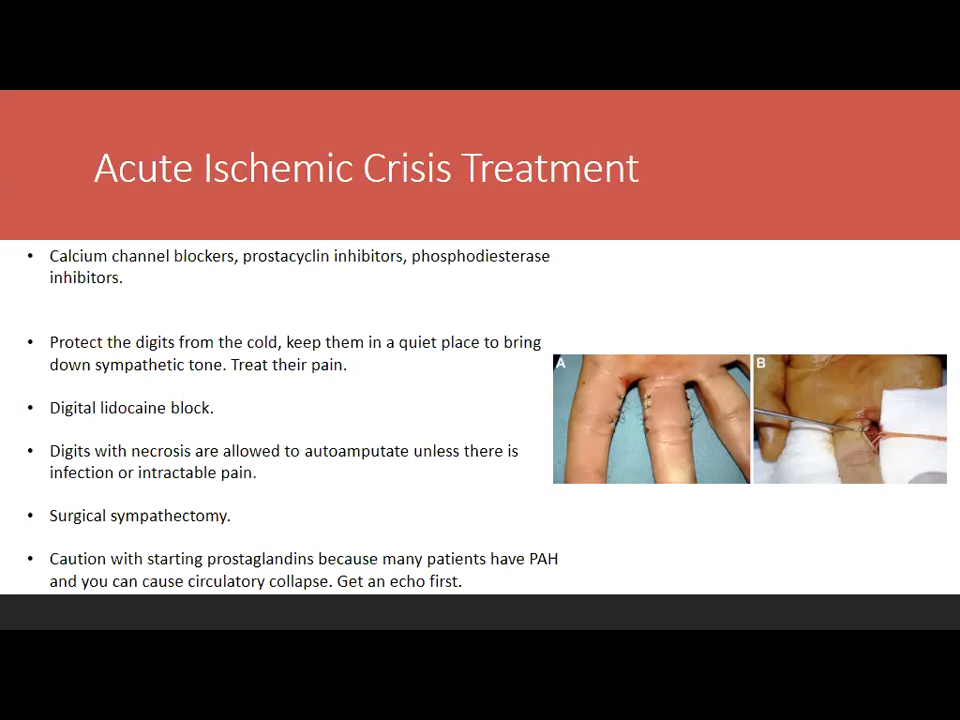 Acute Ischemic Crisis Treatment
• Calcium channel blockers, prostacyclin inhibitors, phosphodiesterase
inhibitors.
• Protect the digits from the cold, keep them in a quiet place to bring
down sympathetic tone. Treat their pain.
• Digital lidocaine block.
• Digits with necrosis are allowed to autoamputate unless there is
infection or intractable pain.
• Surgical sympathectomy.
• Caution with starting prostaglandins because many patients have PAH
and you can cause circulatory collapse. Get an echo first.
A
B